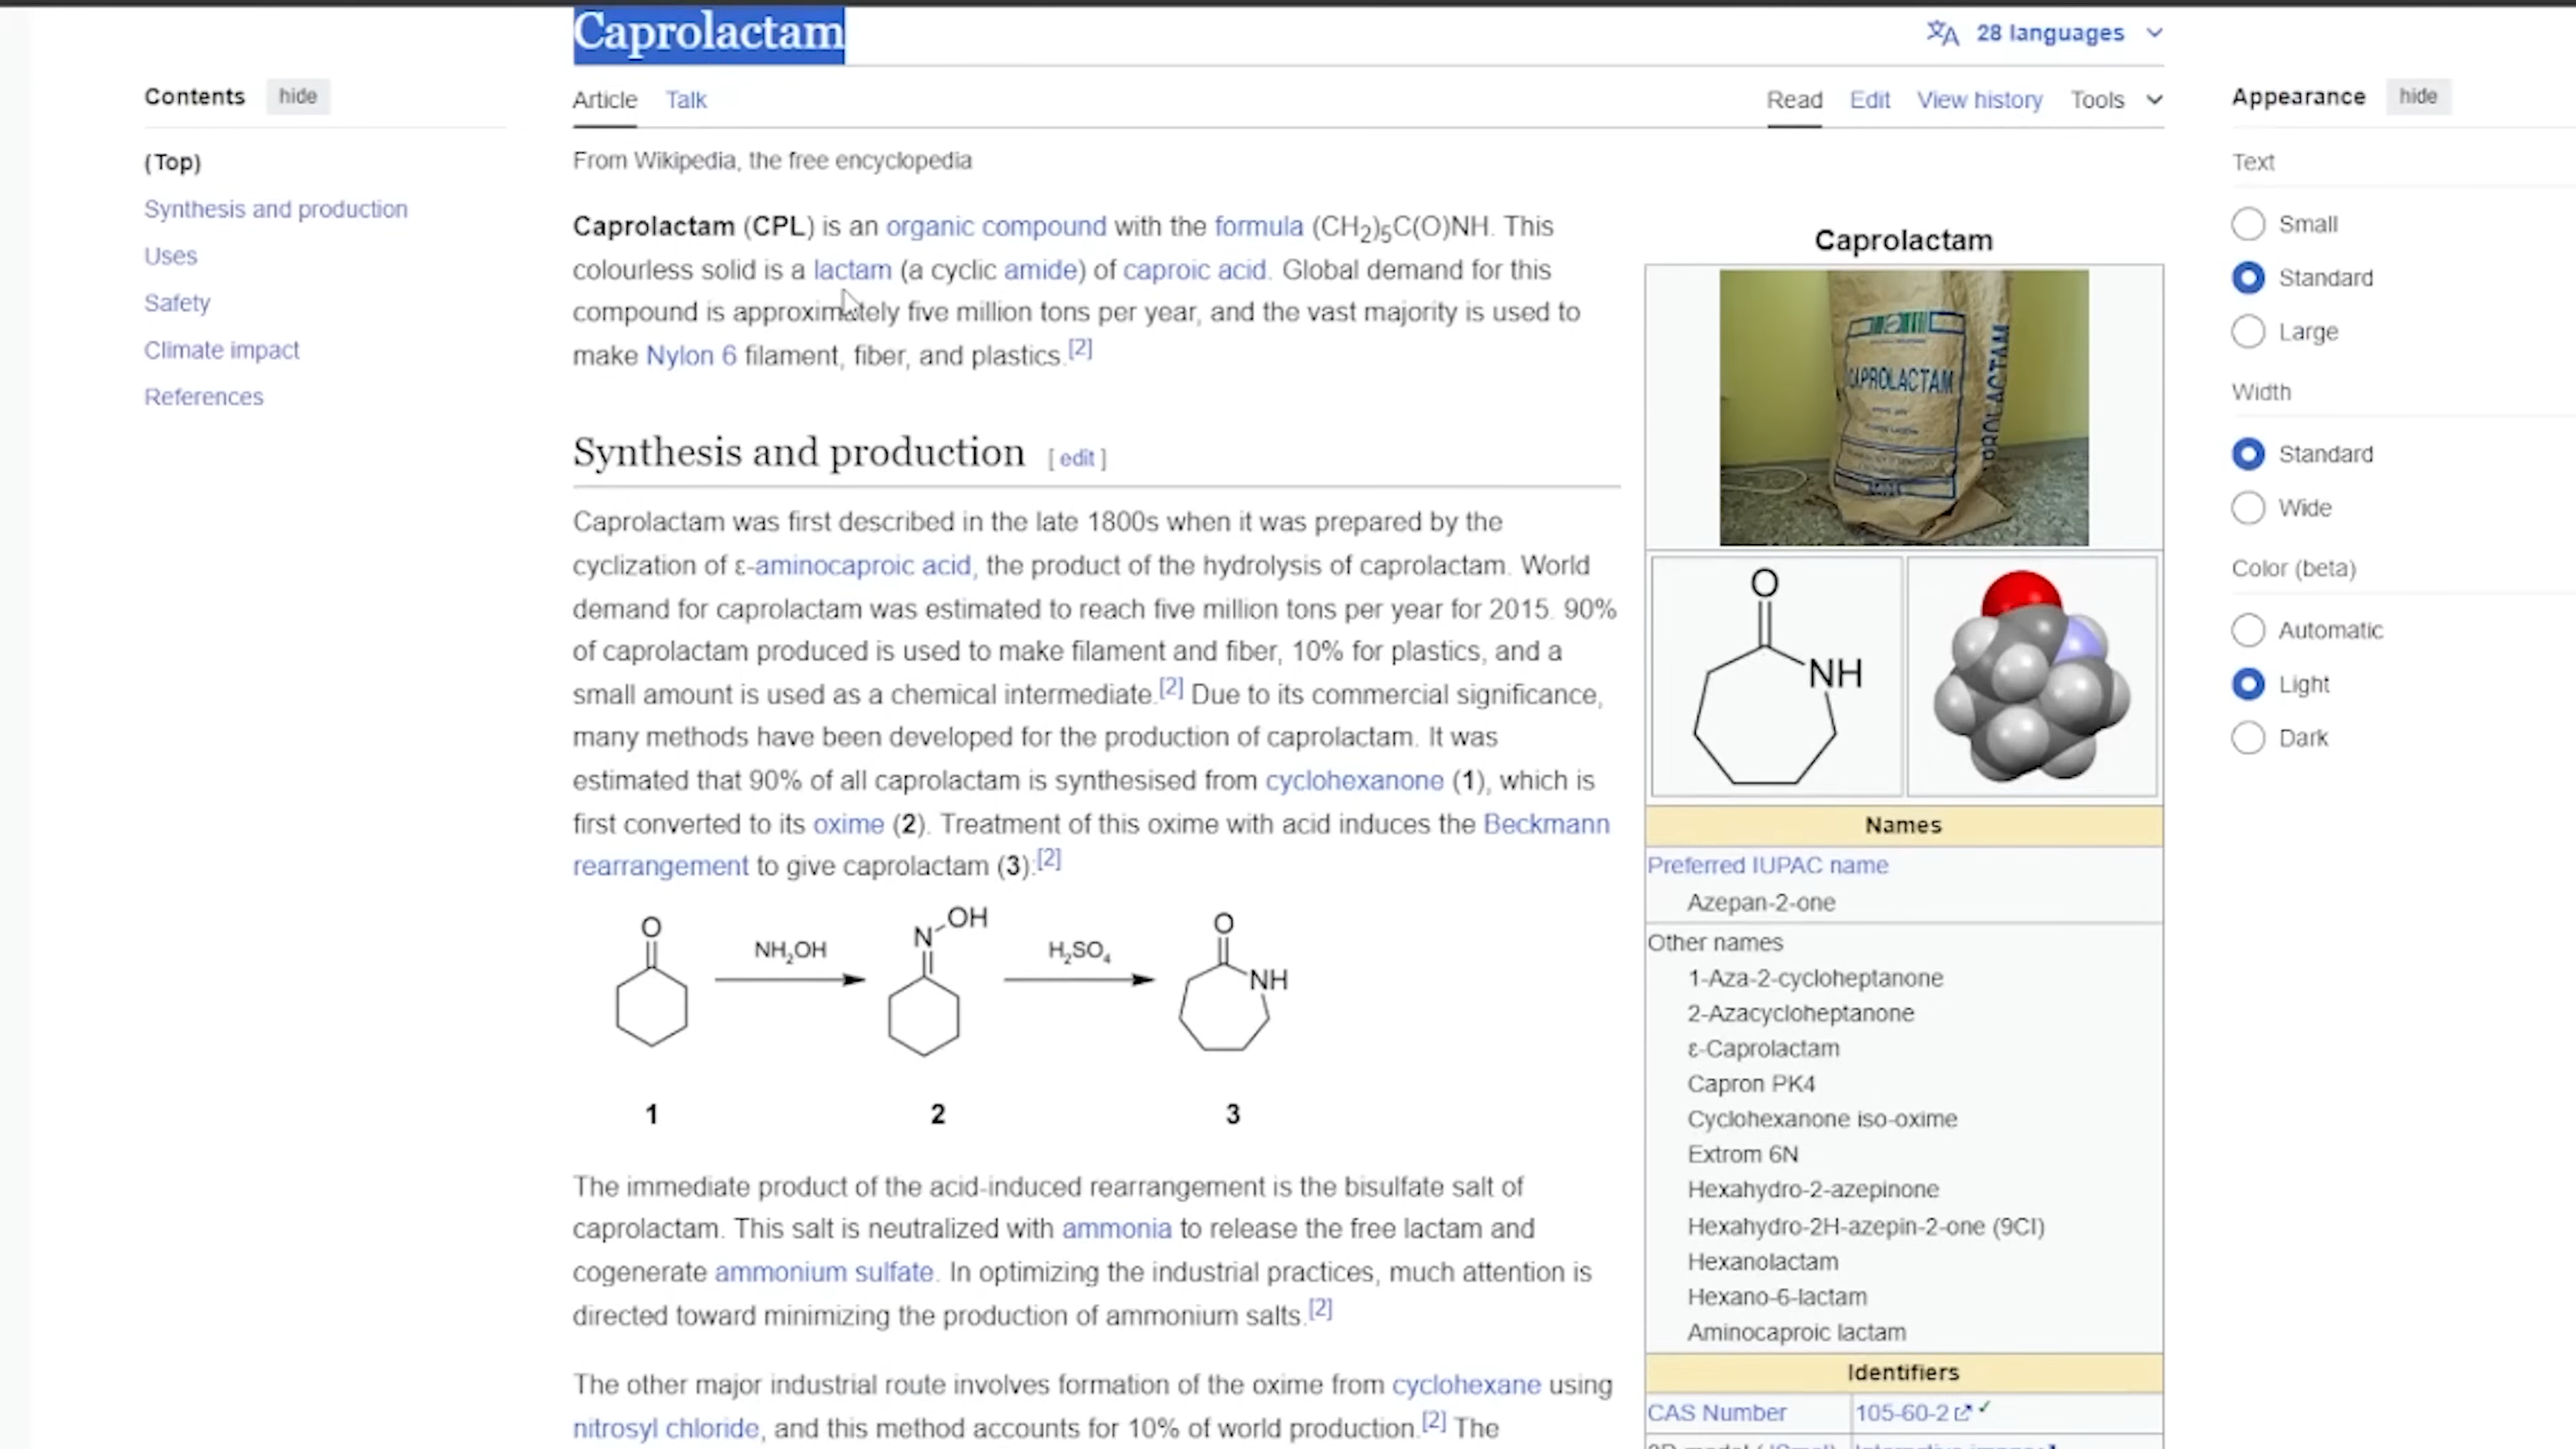 Caprolactam
28 languages
Contents hide
(Top)
Synthesis and production
Uses
Safety
Climate impact
References
Article Talk
Read Edit View history Tools
From Wikipedia, the free encyclopedia
Caprolactam (CPL) is an organic compound with the formula (CH₂)₅C(O)NH. This
colourless solid is a lactam (a cyclic amide) of caproic acid. Global demand for this
compound is approximately five million tons per year, and the vast majority is used to
make Nylon 6 filament, fiber, and plastics.[2]
Synthesis and production [ edit ]
Caprolactam was first described in the late 1800s when it was prepared by the
cyclization of ε-aminocaproic acid, the product of the hydrolysis of caprolactam. World
demand for caprolactam was estimated to reach five million tons per year for 2015. 90%
of caprolactam produced is used to make filament and fiber, 10% for plastics, and a
small amount is used as a chemical intermediate.[2] Due to its commercial significance,
many methods have been developed for the production of caprolactam. It was
estimated that 90% of all caprolactam is synthesised from cyclohexanone (1), which is
first converted to its oxime (2). Treatment of this oxime with acid induces the Beckmann
rearrangement to give caprolactam (3):[2]
O
NH₂OH
N OH
H₂SO₄
O
NH
1 2 3
The immediate product of the acid-induced rearrangement is the bisulfate salt of
caprolactam. This salt is neutralized with ammonia to release the free lactam and
cogenerate ammonium sulfate. In optimizing the industrial practices, much attention is
directed toward minimizing the production of ammonium salts.[2]
The other major industrial route involves formation of the oxime from cyclohexane using
nitrosyl chloride, and this method accounts for 10% of world production.[2] The
Caprolactam
CAPROLACTAM
O
NH
Names
Preferred IUPAC name
Azepan-2-one
Other names
1-Aza-2-cycloheptanone
2-Azacycloheptanone
ε-Caprolactam
Capron PK4
Cyclohexanone iso-oxime
Extrom 6N
Hexahydro-2-azepinone
Hexahydro-2H-azepin-2-one (9CI)
Hexanolactam
Hexano-6-lactam
Aminocaproic lactam
Identifiers
CAS Number 105-60-2
Appearance hide
Text
Small
Standard
Large
Width
Standard
Wide
Color (beta)
Automatic
Light
Dark